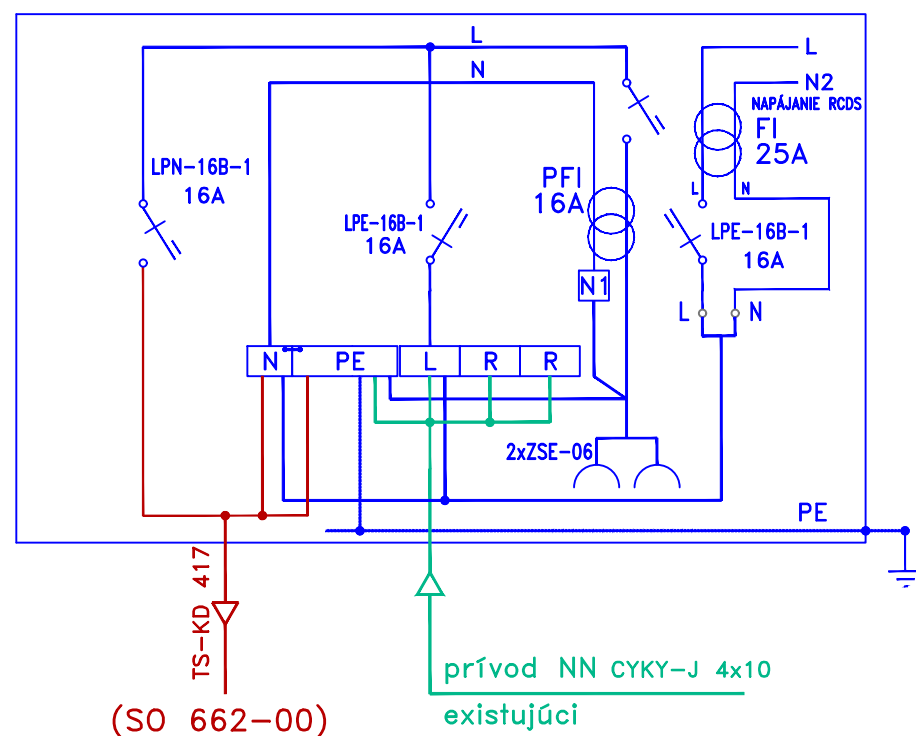 L
N
L
N2
NAPÁJANIE RCDS
FI
25A
LPN-16B-1
16A
PFI
16A
L
N
LPE-16B-1
16A
LPE-16B-1
16A
N1
L
N
N
PE
L
R
R
2xZSE-06
PE
TS-KD 417
prívod NN CYKY-J 4x10
existujúci
(SO 662-00)